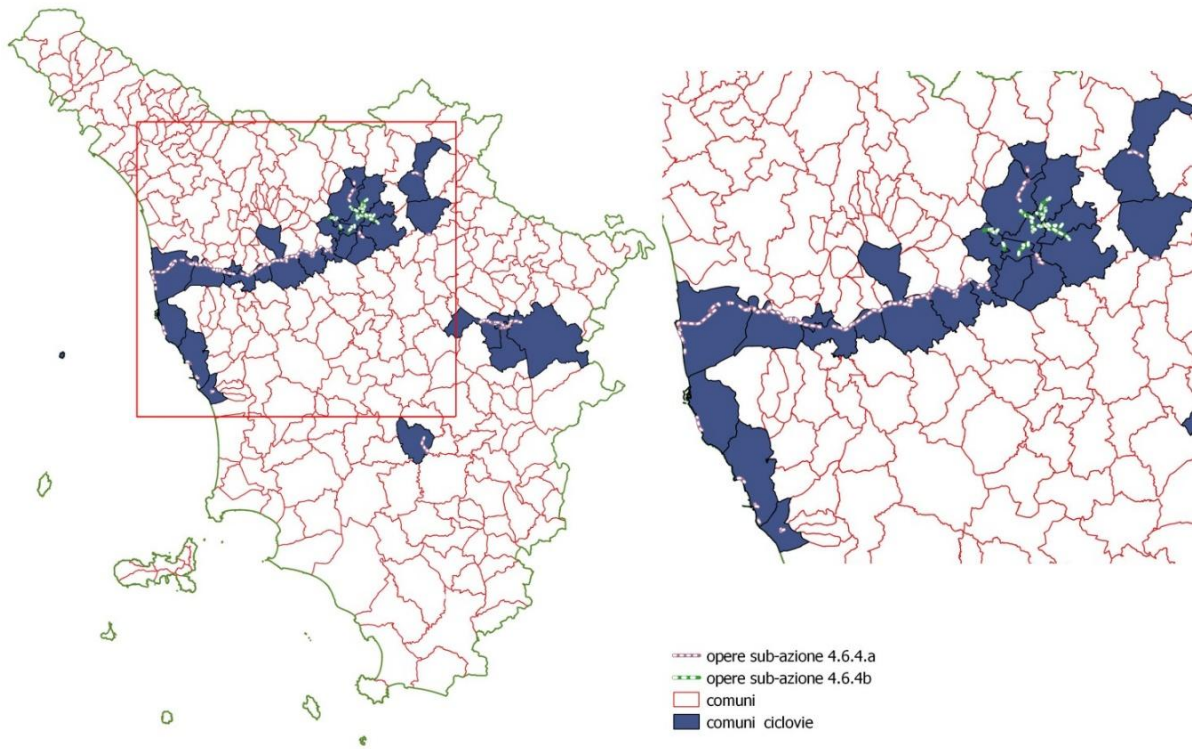 opere sub-azione 4.6.4.a
opere sub-azione 4.6.4b
comuni
comuni ciclovie